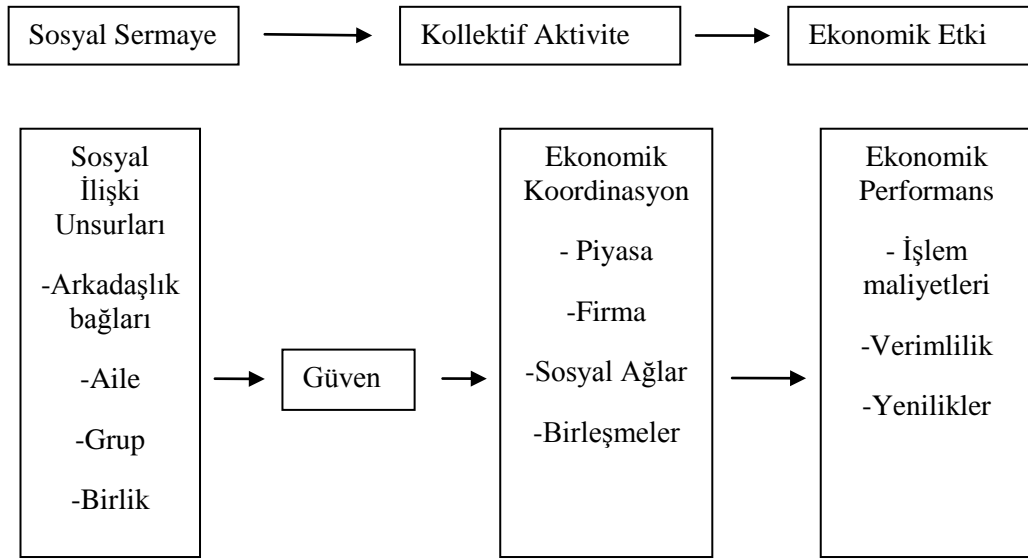 Sosyal Sermaye
Kollektif Aktivite
Ekonomik Etki
Sosyal
İlişki
Unsurları
-Arkadaşlık
bağları
-Aile
-Grup
-Birlik
Güven
Ekonomik
Koordinasyon
- Piyasa
-Firma
-Sosyal Ağlar
-Birleşmeler
Ekonomik
Performans
- İşlem
maliyetleri
-Verimlilik
-Yenilikler